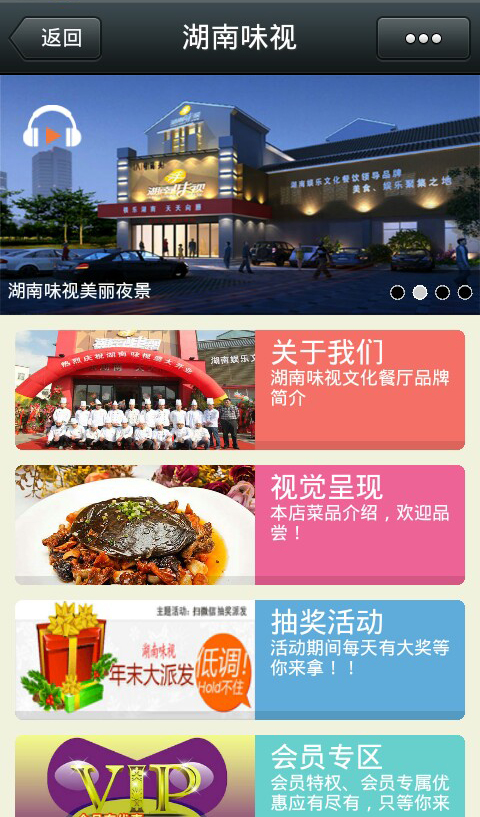 返回
湖南味视
湖南味视
湖南娱乐文化餐饮领导品牌
美食、娱乐聚集之地
娱乐湖南 天天向善
湖南味视美丽夜景
关于我们
湖南味视文化餐厅品牌
简介
视觉呈现
本店菜品介绍，欢迎品
尝！
主题活动：扫微信 抽奖派发
湖南味视
年末大派发
低调！
Hold不住
抽奖活动
活动期间每天有大奖等
你来拿！！
VIP
会员专区
会员特权、会员专属优
惠应有尽有，只等你来